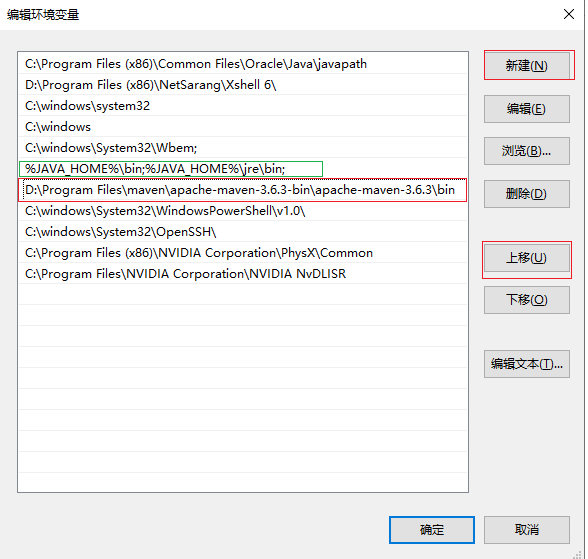 编辑环境变量
C:\Program Files (x86)\Common Files\Oracle\Java\javapath
D:\Program Files (x86)\NetSarang\Xshell 6\
C:\windows\system32
C:\windows
C:\windows\System32\Wbem;
%JAVA_HOME%\bin;%JAVA_HOME%\jre\bin;
D:\Program Files\maven\apache-maven-3.6.3-bin\apache-maven-3.6.3\bin
C:\windows\System32\WindowsPowerShell\v1.0\
C:\windows\System32\OpenSSH\
C:\Program Files (x86)\NVIDIA Corporation\PhysX\Common
C:\Program Files\NVIDIA Corporation\NVIDIA NvDLISR
新建(N)
编辑(E)
浏览(B)...
删除(D)
上移(U)
下移(O)
编辑文本(T)...
确定
取消